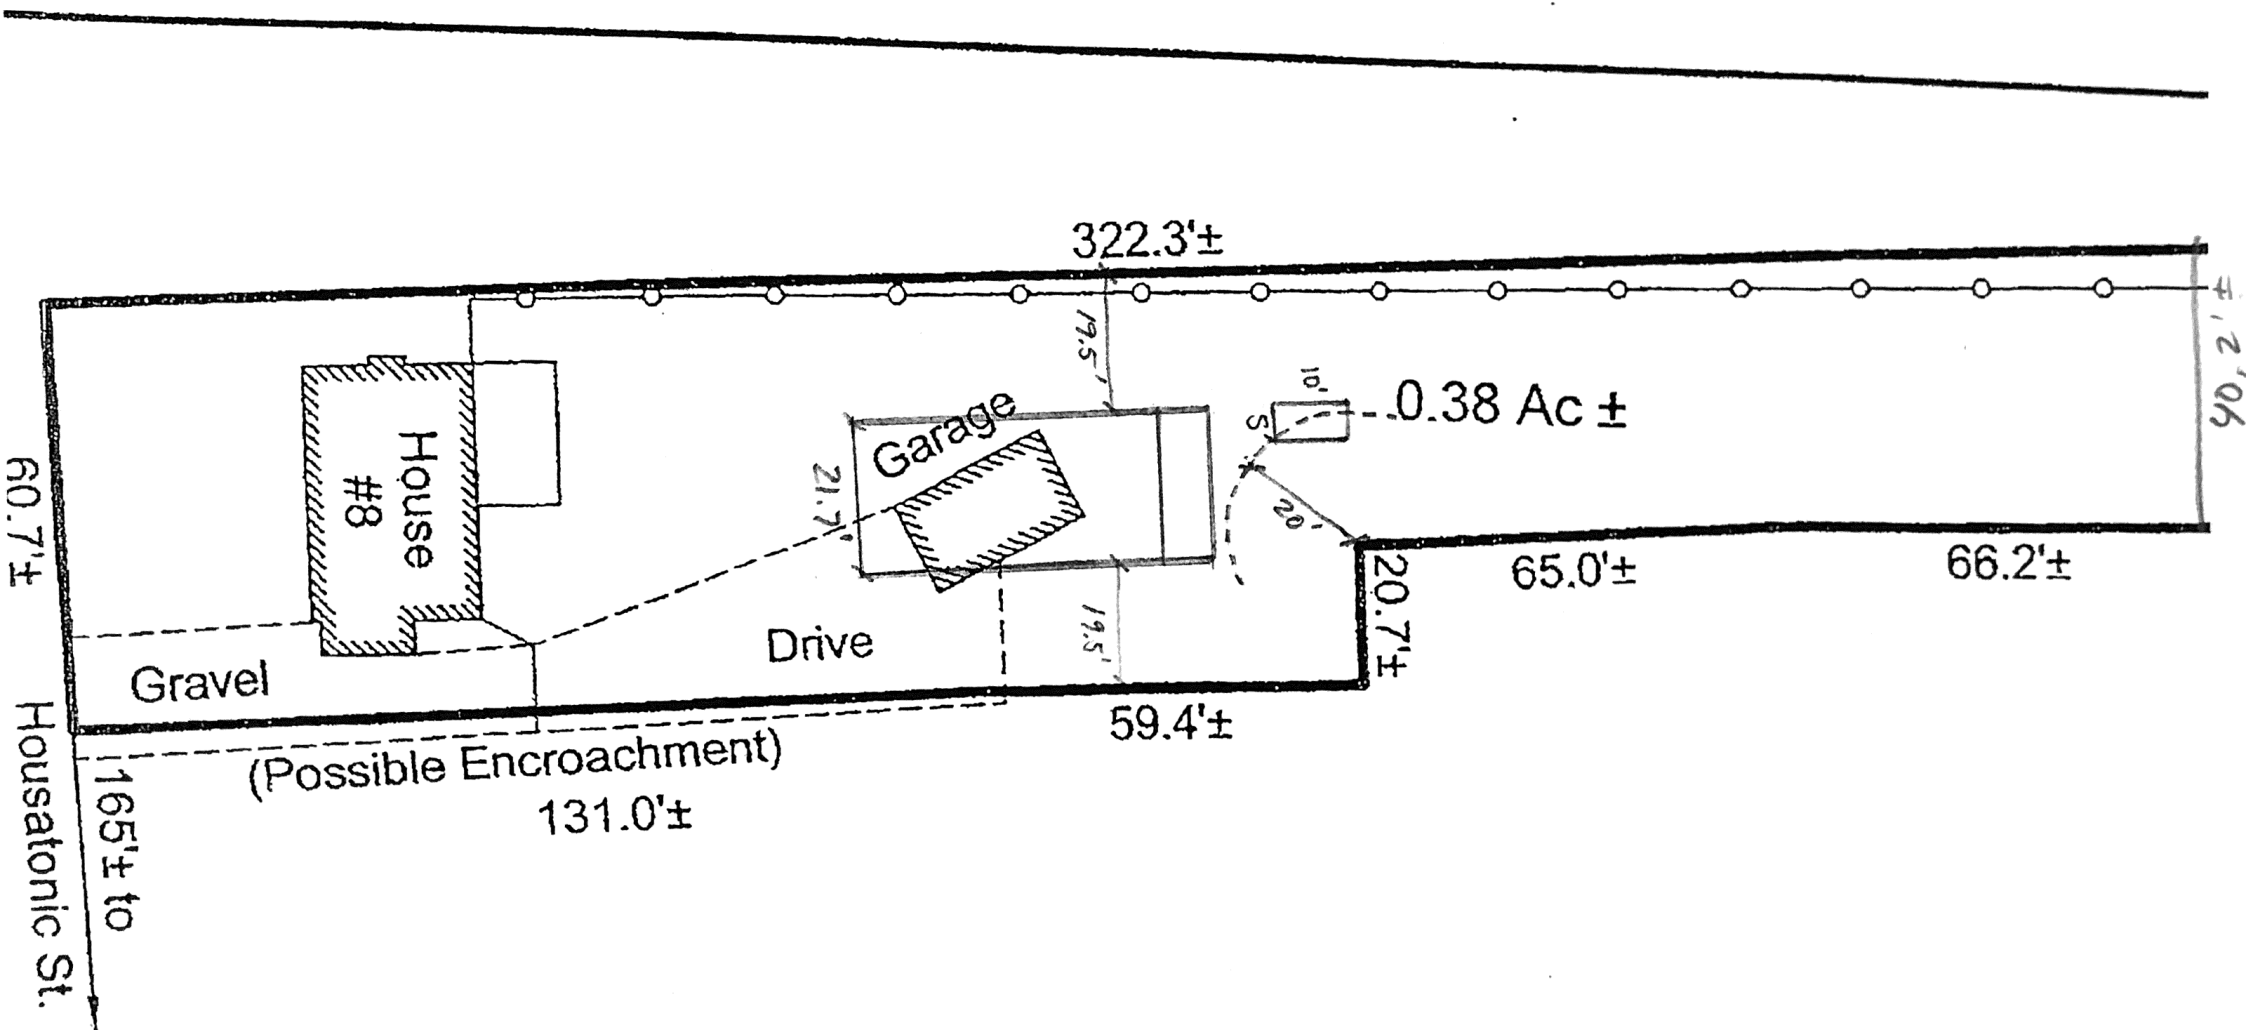 322.3'±
19.5'
10'
5'
0.38 Ac ±
40.2'±
Garage
21.7'
20'
House
#8
60.7'±
65.0'±
66.2'±
20.7'±
19.5'
Drive
Gravel
59.4'±
(Possible Encroachment)
131.0'±
165'± to
Housatonic St.